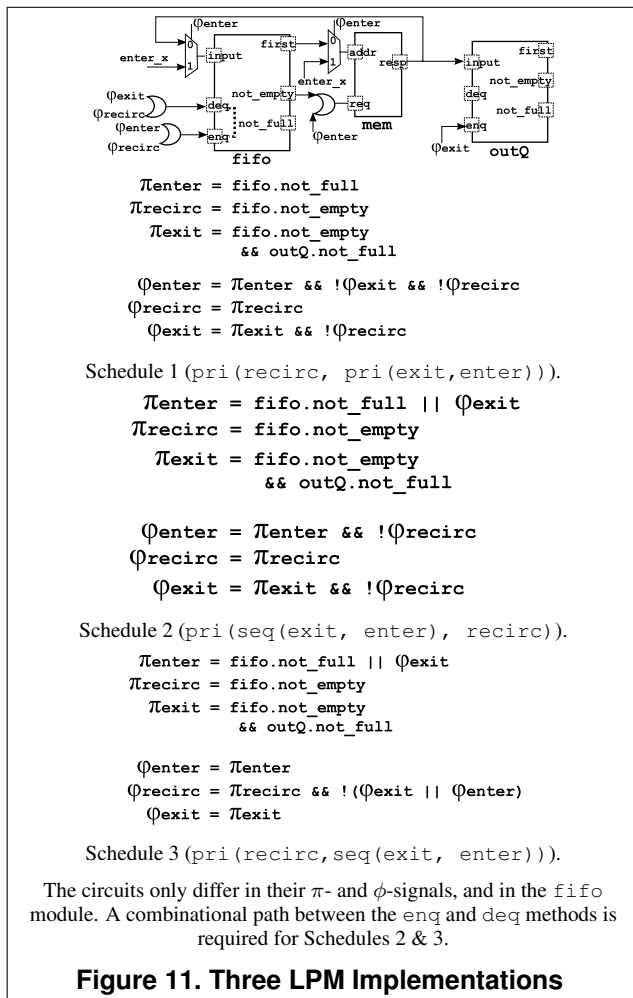 φenter
φenter
0
1
enter_x
input
first
0
1
addr
resp
enter_x
mem
input
first
not_empty
φexit
φrecirc
deq
not_empty
req
deq
not_full
φenter
φrecirc
enq
not_full
φenter
φexit
enq
fifo
outQ
πenter = fifo.not_full
πrecirc = fifo.not_empty
πexit = fifo.not_empty
&& outQ.not_full
φenter = πenter && !φexit && !φrecirc
φrecirc = πrecirc
φexit = πexit && !φrecirc
Schedule 1 (pri(recirc, pri(exit,enter))).
πenter = fifo.not_full || φexit
πrecirc = fifo.not_empty
πexit = fifo.not_empty
&& outQ.not_full
φenter = πenter && !φrecirc
φrecirc = πrecirc
φexit = πexit && !φrecirc
Schedule 2 (pri(seq(exit, enter), recirc)).
πenter = fifo.not_full || φexit
πrecirc = fifo.not_empty
πexit = fifo.not_empty
&& outQ.not_full
φenter = πenter
φrecirc = πrecirc && !(φexit || φenter)
φexit = πexit
Schedule 3 (pri(recirc,seq(exit, enter))).
The circuits only differ in their π- and ϕ-signals, and in the fifo
module. A combinational path between the enq and deq methods is
required for Schedules 2 & 3.
Figure 11. Three LPM Implementations